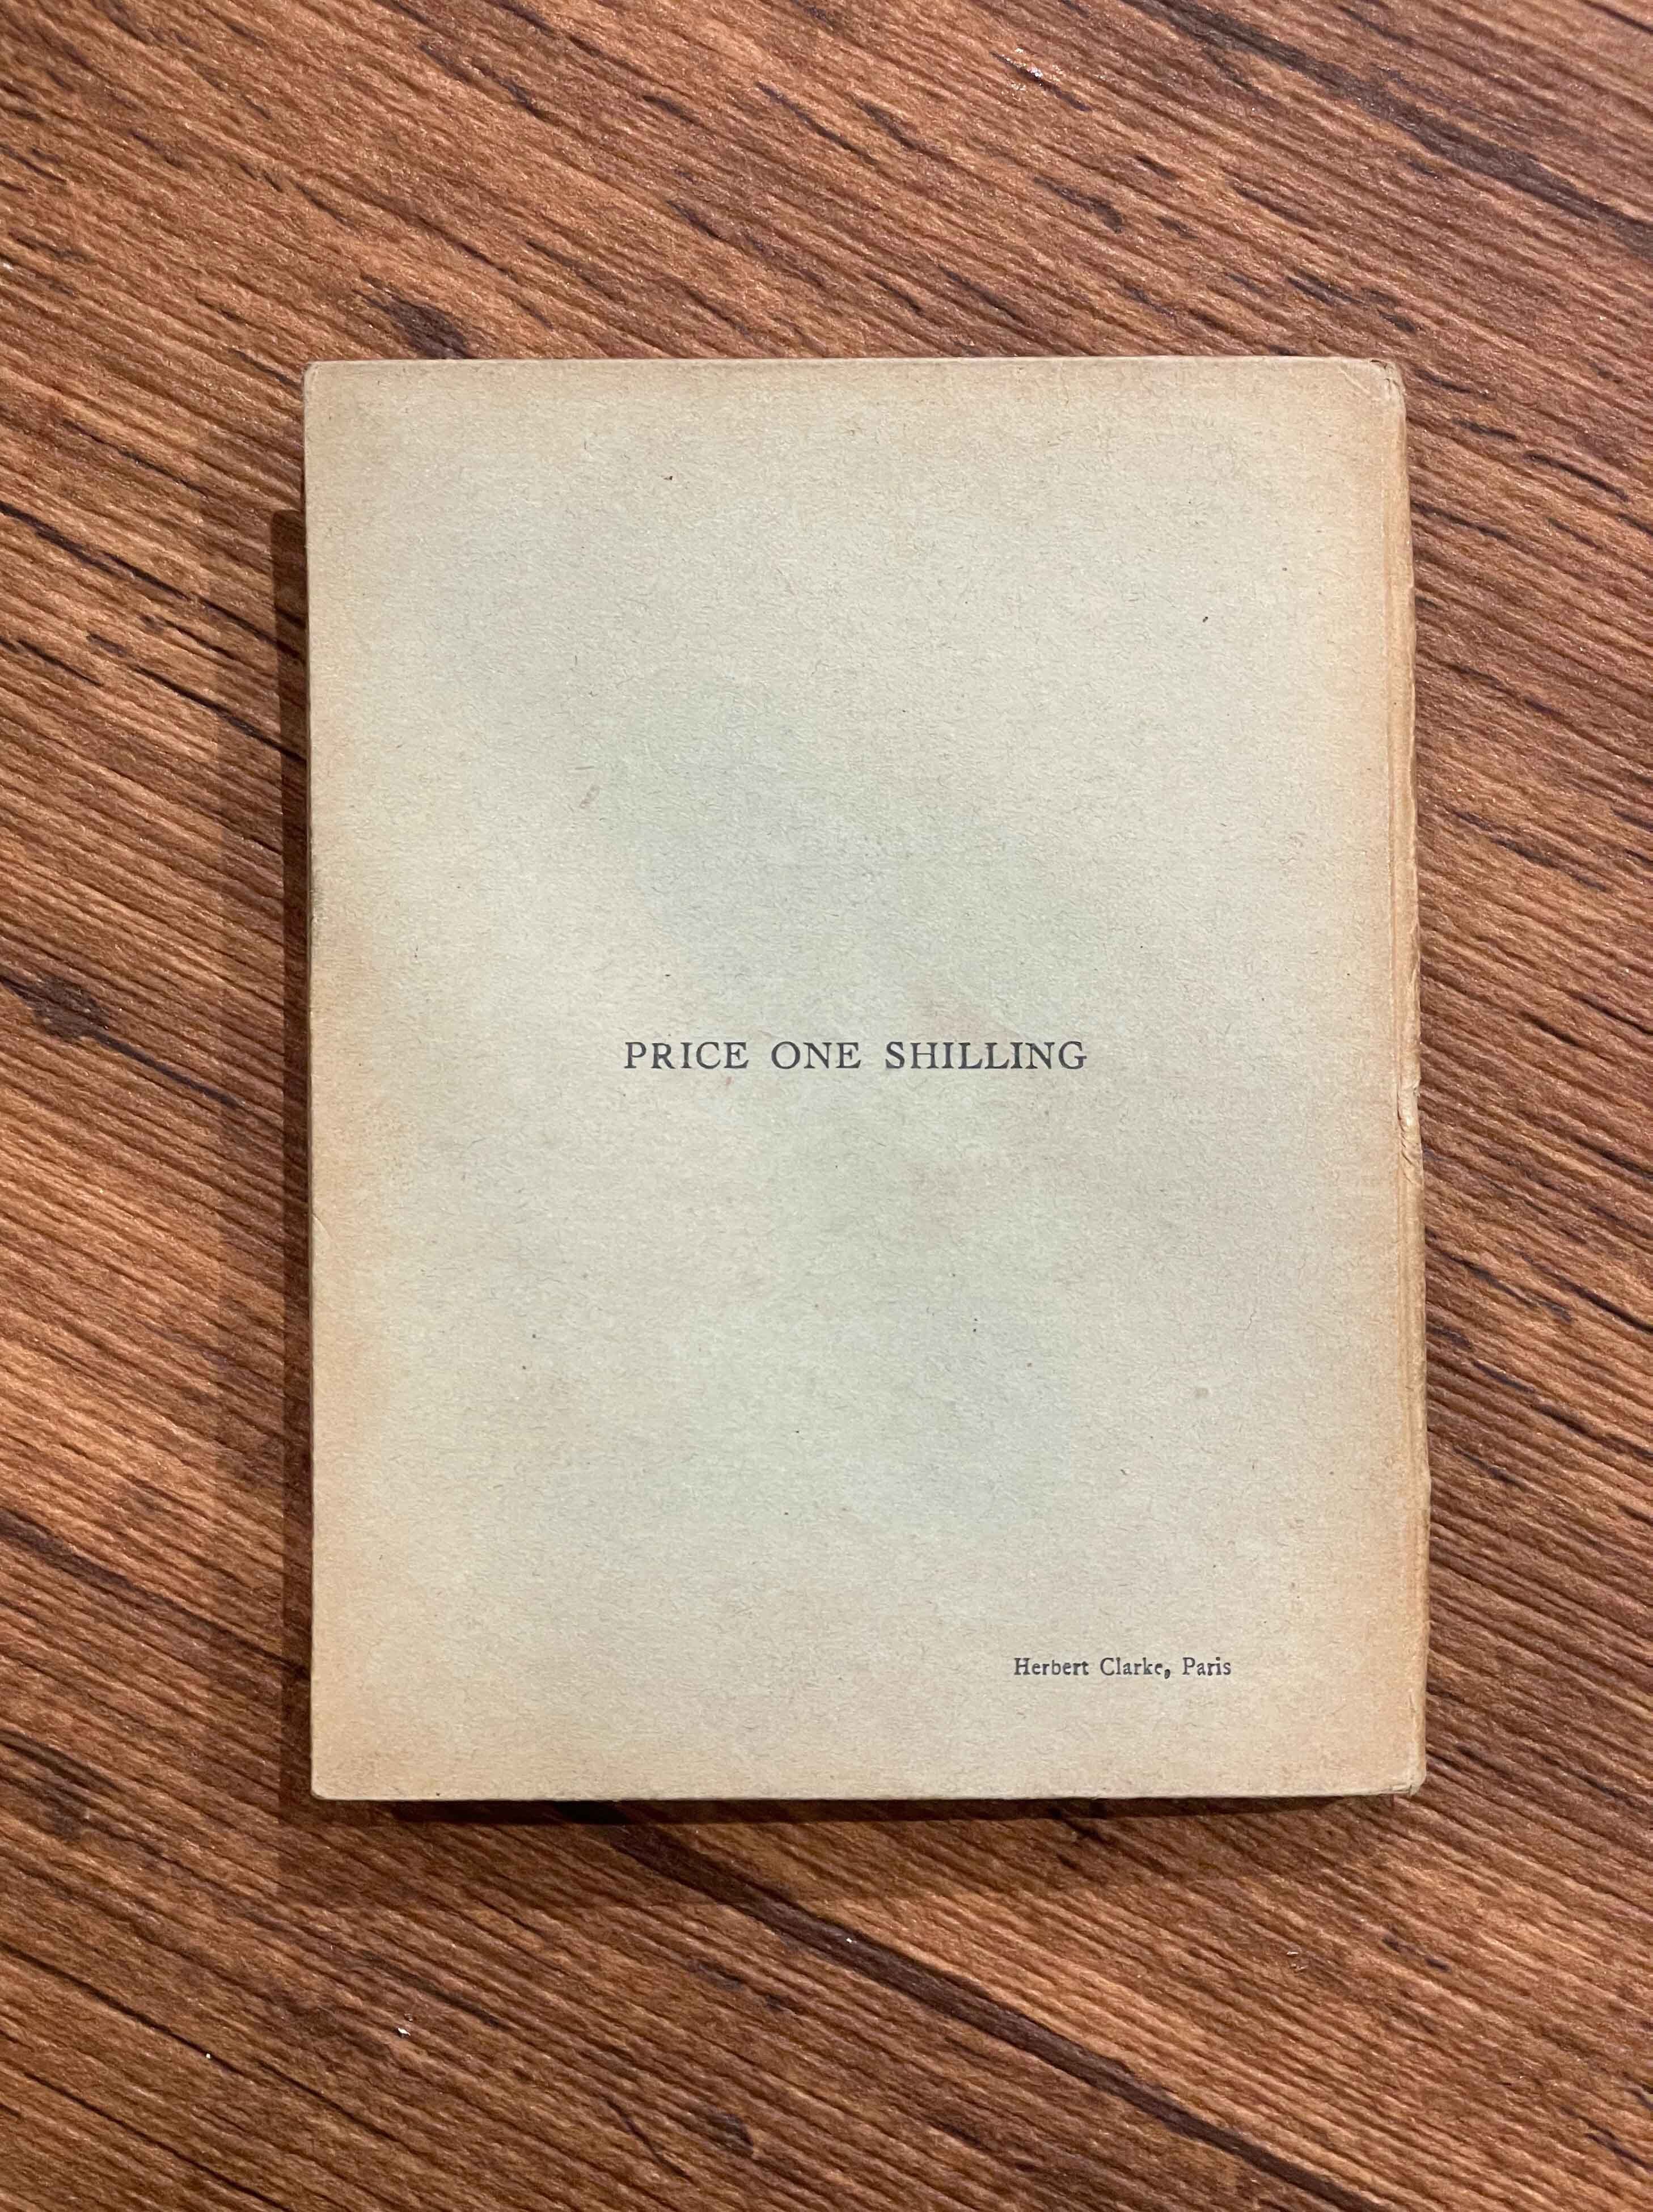 PRICE ONE SHILLING
Herbert Clarke, Paris